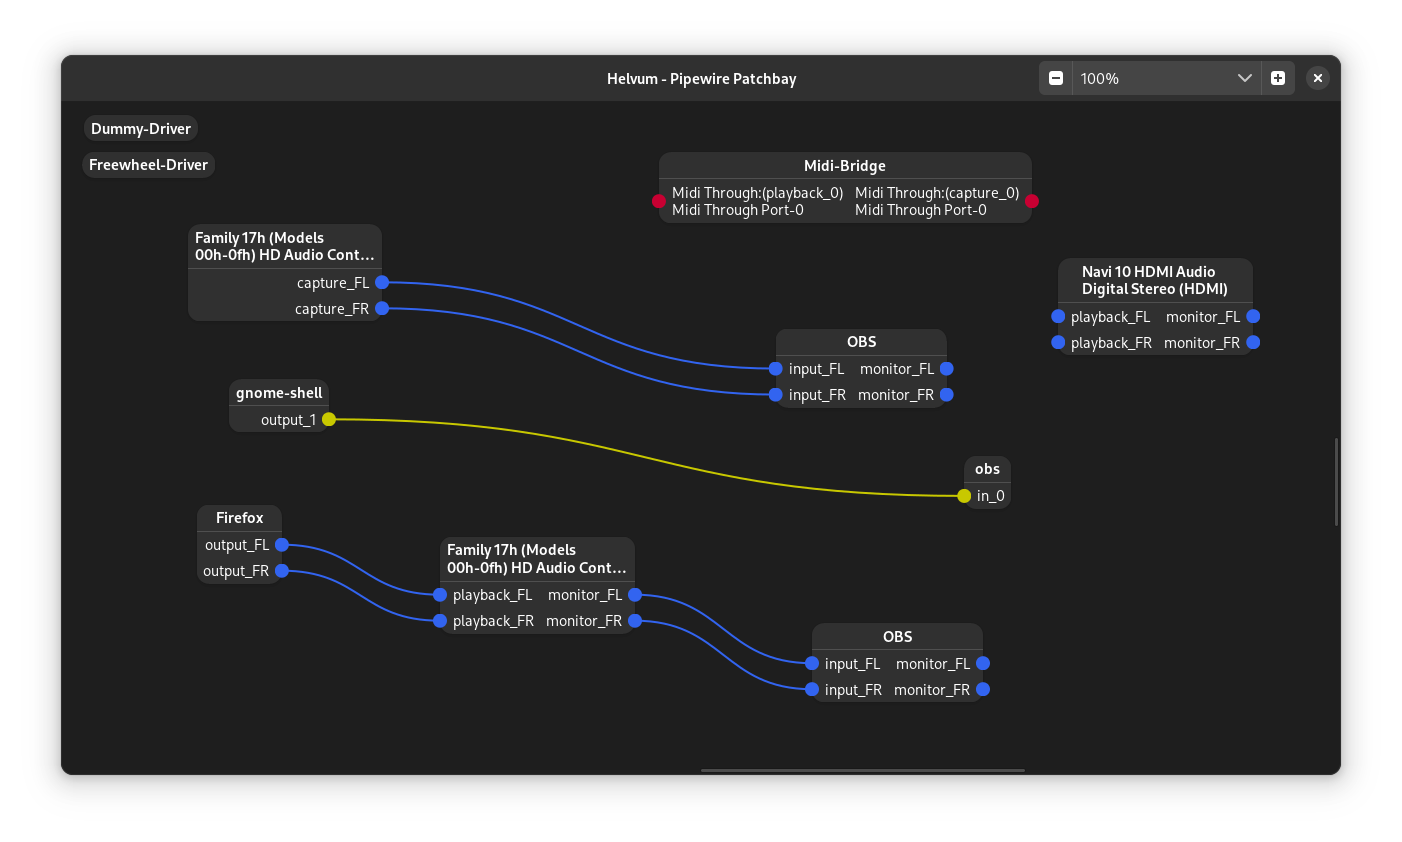 Helvum - Pipewire Patchbay
100%
Dummy-Driver
Freewheel-Driver
Midi-Bridge
Midi Through:(playback_0) Midi Through:(capture_0)
Midi Through Port-0 Midi Through Port-0
Family 17h (Models
00h-0fh) HD Audio Cont...
capture_FL
capture_FR
Navi 10 HDMI Audio
Digital Stereo (HDMI)
playback_FL monitor_FL
playback_FR monitor_FR
OBS
input_FL monitor_FL
input_FR monitor_FR
gnome-shell
output_1
obs
in_0
Firefox
output_FL
output_FR
Family 17h (Models
00h-0fh) HD Audio Cont...
playback_FL monitor_FL
playback_FR monitor_FR
OBS
input_FL monitor_FL
input_FR monitor_FR